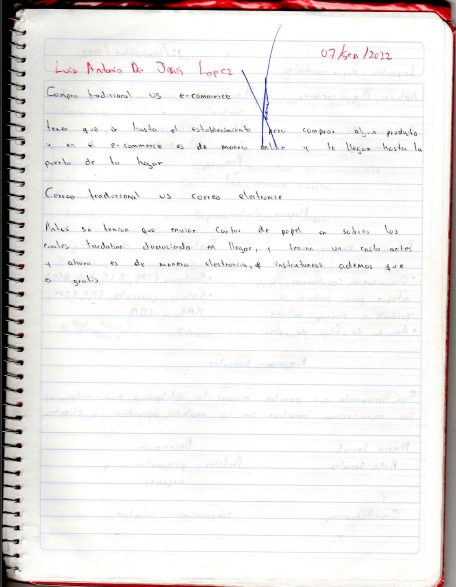 07/sep/2022
Luis Antonio De Jesús Lopez
Compra tradicional VS e-commerce
tener que ir hasta el establecimiento para comprar algun producto
y en el e-commerce es de manera online y te llegan hasta la
puerta de tu hogar
Correo tradicional VS correo electronico
Antes se tenian que enviar cartas de papel en sobres los
cuales tardaban demasiado en llegar, y tenian un costo antes
y ahora es de manera electronica, e instantaneos ademas que
es gratis.